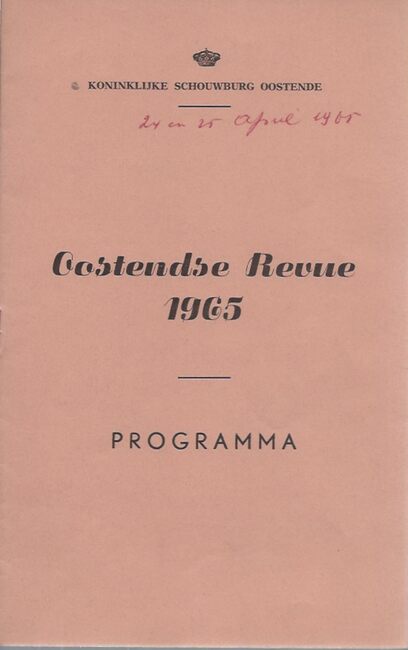 KONINKLIJKE SCHOUWBURG OOSTENDE
24 en 25 April 1965
Oostendse Revue
1965
PROGRAMMA